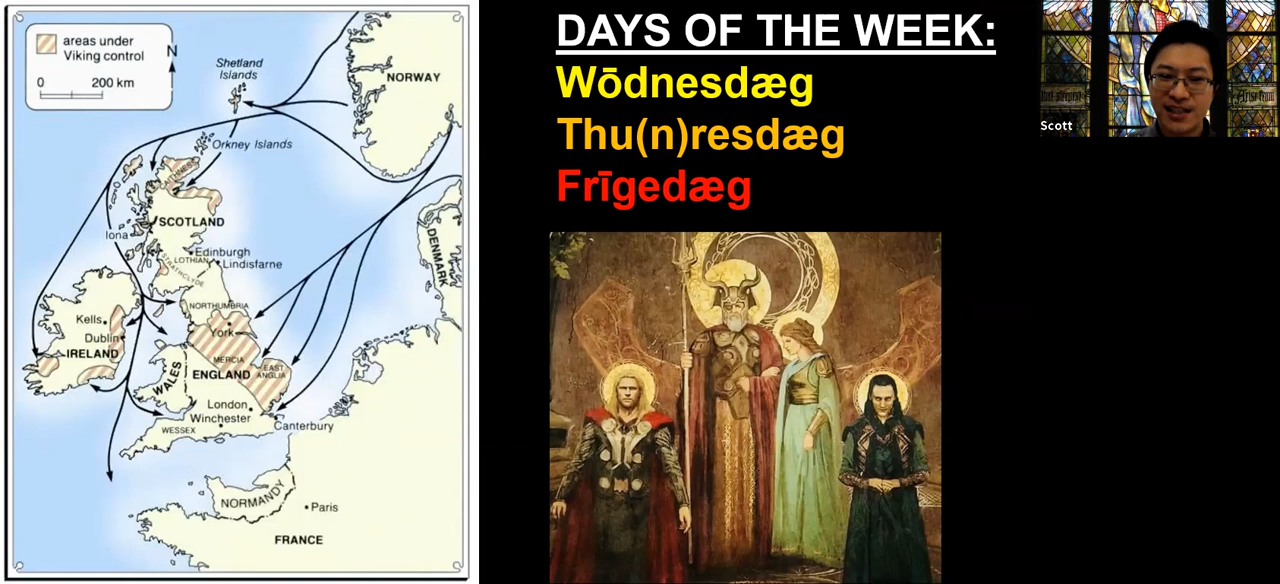 areas under
Viking control
N
0 200 km
Shetland
Islands
NORWAY
Orkney Islands
CAITHNESS
SCOTLAND
Iona
Edinburgh
LOTHIAN
Lindisfarne
STRATHCLYDE
DENMARK
NORTHUMBRIA
Kells
York
Dublin
IRELAND
MERCIA
WALES
ENGLAND
EAST
ANGLIA
London
Winchester
Canterbury
WESSEX
NORMANDY
Paris
FRANCE
DAYS OF THE WEEK:
Wōdnesdæg
Thu(n)resdæg
Frīgedæg
Scott